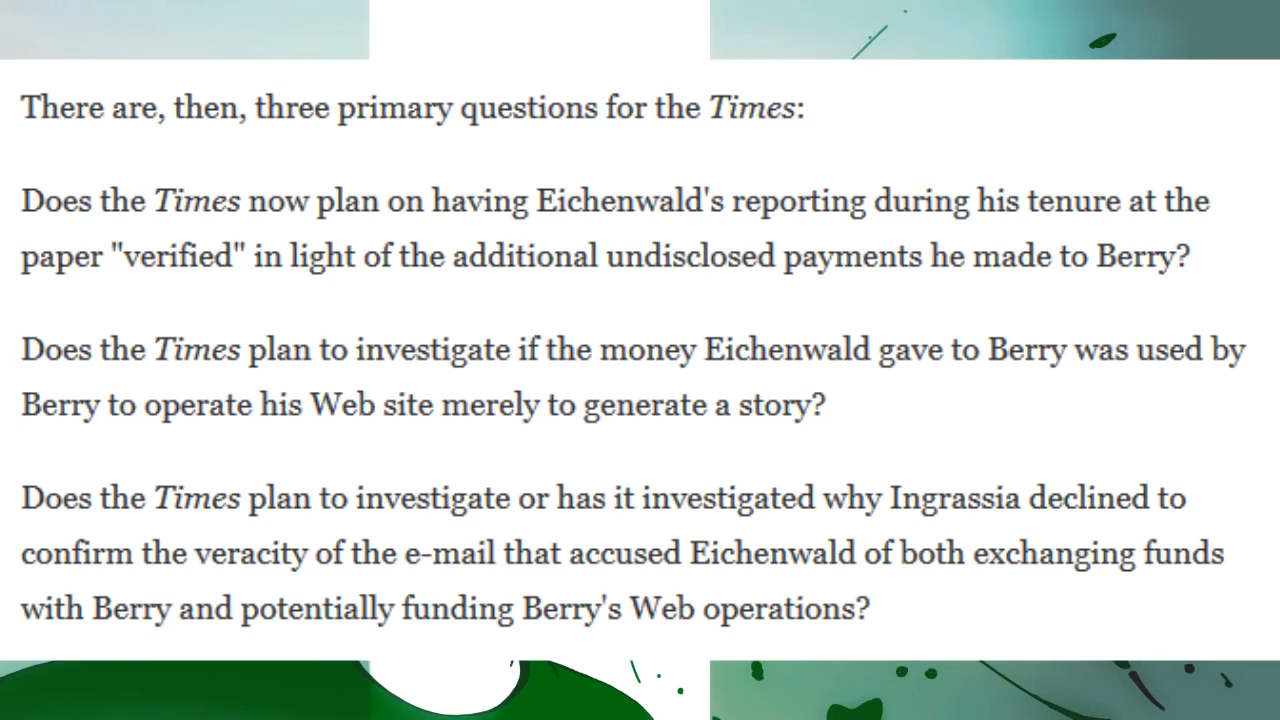 There are, then, three primary questions for the Times:
Does the Times now plan on having Eichenwald's reporting during his tenure at the
paper "verified" in light of the additional undisclosed payments he made to Berry?
Does the Times plan to investigate if the money Eichenwald gave to Berry was used by
Berry to operate his Web site merely to generate a story?
Does the Times plan to investigate or has it investigated why Ingrassia declined to
confirm the veracity of the e-mail that accused Eichenwald of both exchanging funds
with Berry and potentially funding Berry's Web operations?